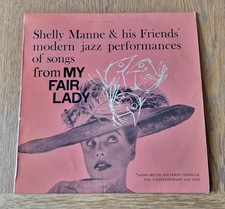 Shelly Manne & his Friends'
modern jazz performances
of songs
from MY
FAIR
LADY